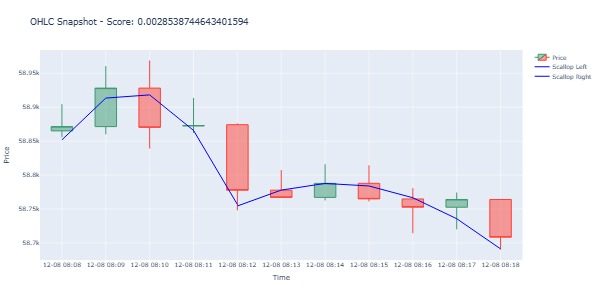 OHLC Snapshot - Score: 0.0028538744643401594
Price
Scallop Left
Scallop Right
58.95k
58.9k
58.85k
58.8k
58.75k
58.7k
Price
12-08 08:08 12-08 08:09 12-08 08:10 12-08 08:11 12-08 08:12 12-08 08:13 12-08 08:14 12-08 08:15 12-08 08:16 12-08 08:17 12-08 08:18
Time